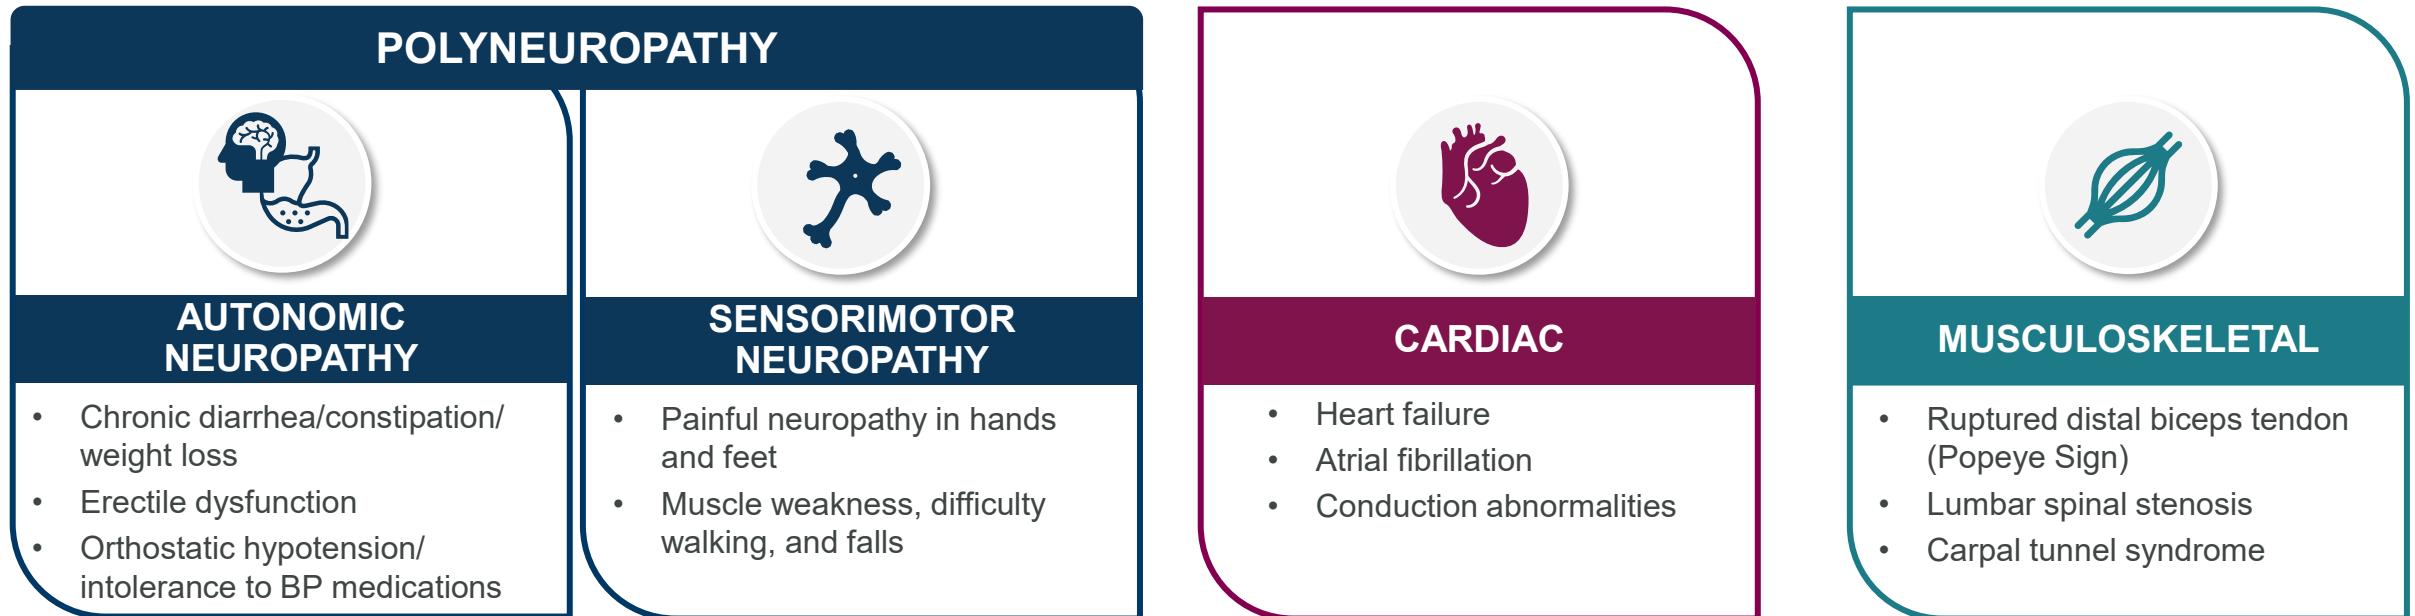 POLYNEUROPATHY
AUTONOMIC
NEUROPATHY
• Chronic diarrhea/constipation/
weight loss
• Erectile dysfunction
• Orthostatic hypotension/
intolerance to BP medications
SENSORIMOTOR
NEUROPATHY
• Painful neuropathy in hands
and feet
• Muscle weakness, difficulty
walking, and falls
CARDIAC
• Heart failure
• Atrial fibrillation
• Conduction abnormalities
MUSCULOSKELETAL
• Ruptured distal biceps tendon
(Popeye Sign)
• Lumbar spinal stenosis
• Carpal tunnel syndrome